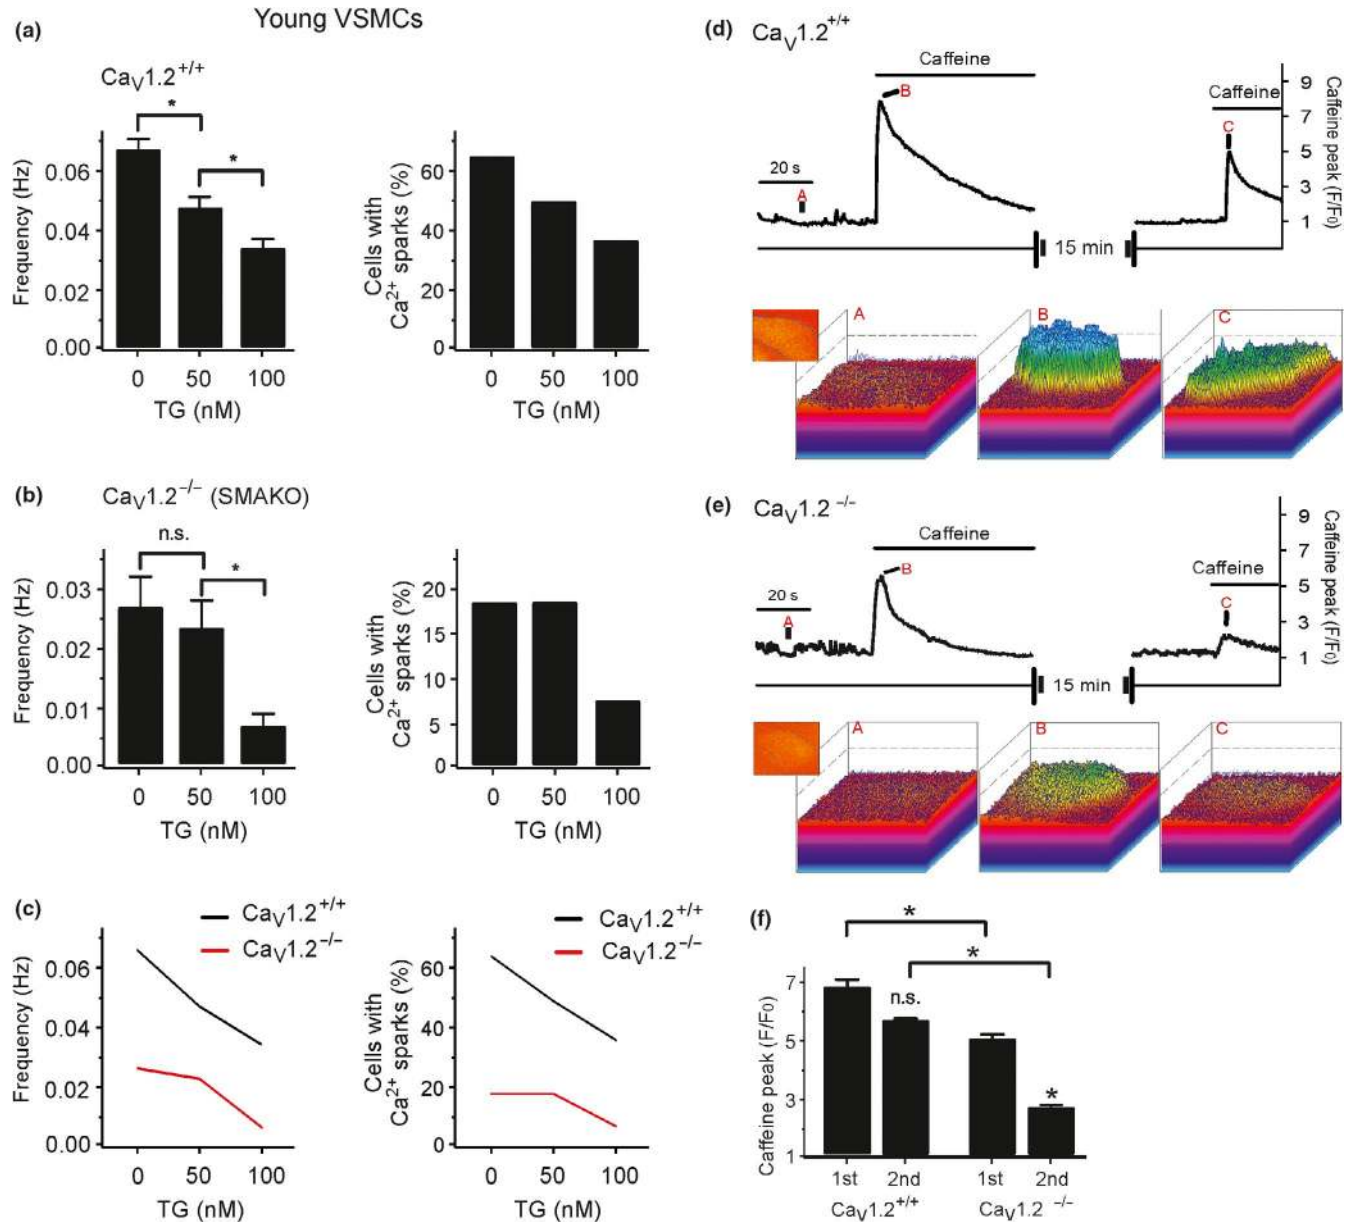 Young VSMCs
(a)
CaV1.2+/+
*
*
Frequency (Hz)
0.06
0.04
0.02
0.00
0 50 100
TG (nM)
Cells with
Ca2+ sparks (%)
60
40
20
0
0 50 100
TG (nM)
(b)
CaV1.2−/− (SMAKO)
n.s.
*
Frequency (Hz)
0.03
0.02
0.01
0.00
0 50 100
TG (nM)
Cells with
Ca2+ sparks (%)
20
15
10
5
0
0 50 100
TG (nM)
(c)
CaV1.2+/+
CaV1.2−/−
Frequency (Hz)
0.06
0.04
0.02
0.00
0 50 100
TG (nM)
CaV1.2+/+
CaV1.2−/−
Cells with
Ca2+ sparks (%)
60
40
20
0
0 50 100
TG (nM)
(d)
CaV1.2+/+
Caffeine
B
20 s
A
Caffeine
C
9
7
5
3
1
Caffeine peak (F/F0)
15 min
A
B
C
(e)
CaV1.2−/−
Caffeine
B
20 s
A
Caffeine
C
9
7
5
3
1
Caffeine peak (F/F0)
15 min
A
B
C
(f)
*
*
n.s.
*
Caffeine peak (F/F0)
7
5
3
1
1st 2nd 1st 2nd
CaV1.2+/+ CaV1.2−/−